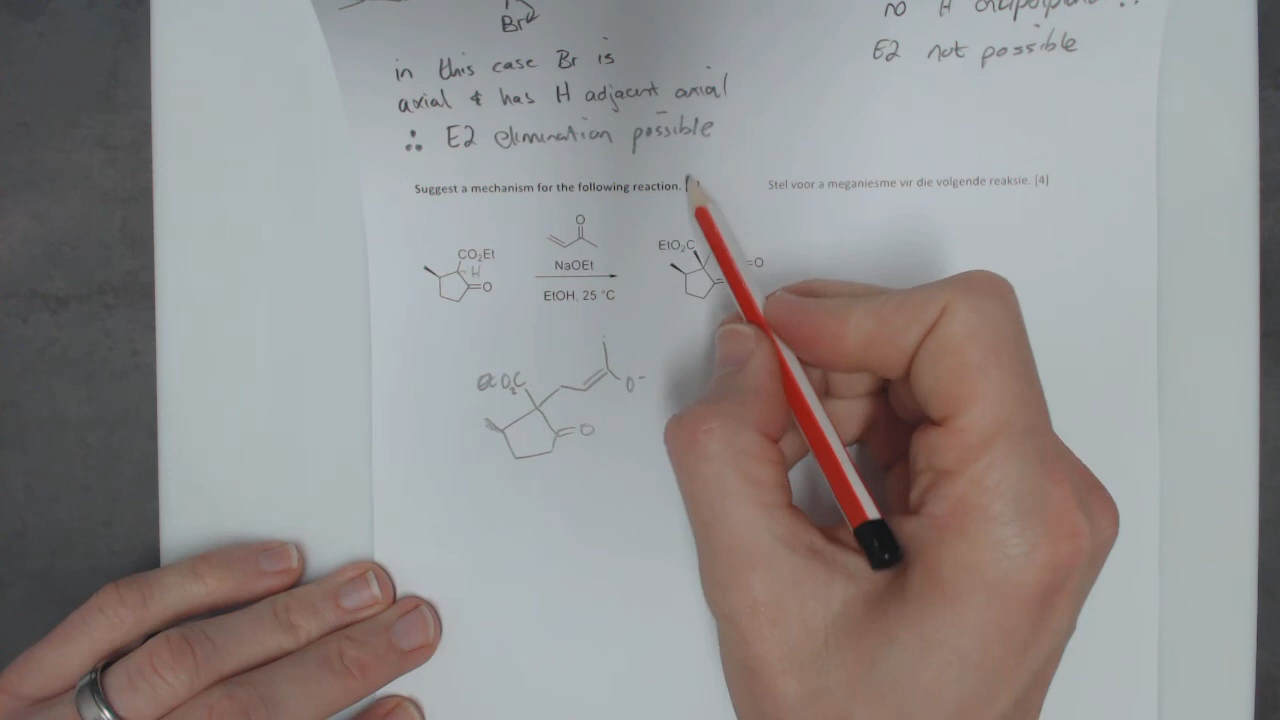 Br
in this case Br is
axial & has H adjacent axial
∴ E2 elimination possible
no H
E2 not possible
Suggest a mechanism for the following reaction.
Stel voor a meganiesme vir die volgende reaksie. [4]
CO₂Et
H
O
O
NaOEt
EtOH, 25 °C
EtO₂C
=O
EtO₂C
O⁻
O